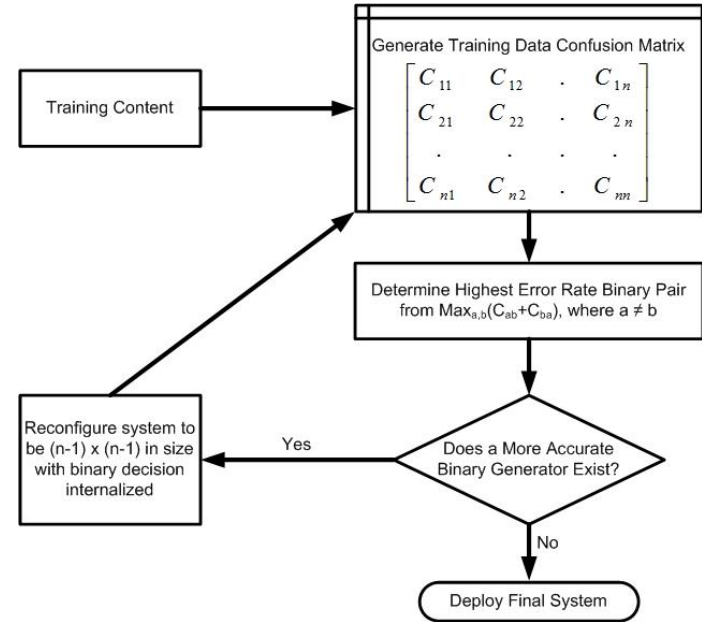 Generate Training Data Confusion Matrix
C11 C12 . C1n
C21 C22 . C2n
. . . .
Cn1 Cn2 . Cnn
Training Content
Determine Highest Error Rate Binary Pair
from Maxa,b(Cab+Cba), where a ≠ b
Reconfigure system to
be (n-1) x (n-1) in size
with binary decision
internalized
Yes
Does a More Accurate
Binary Generator Exist?
No
Deploy Final System